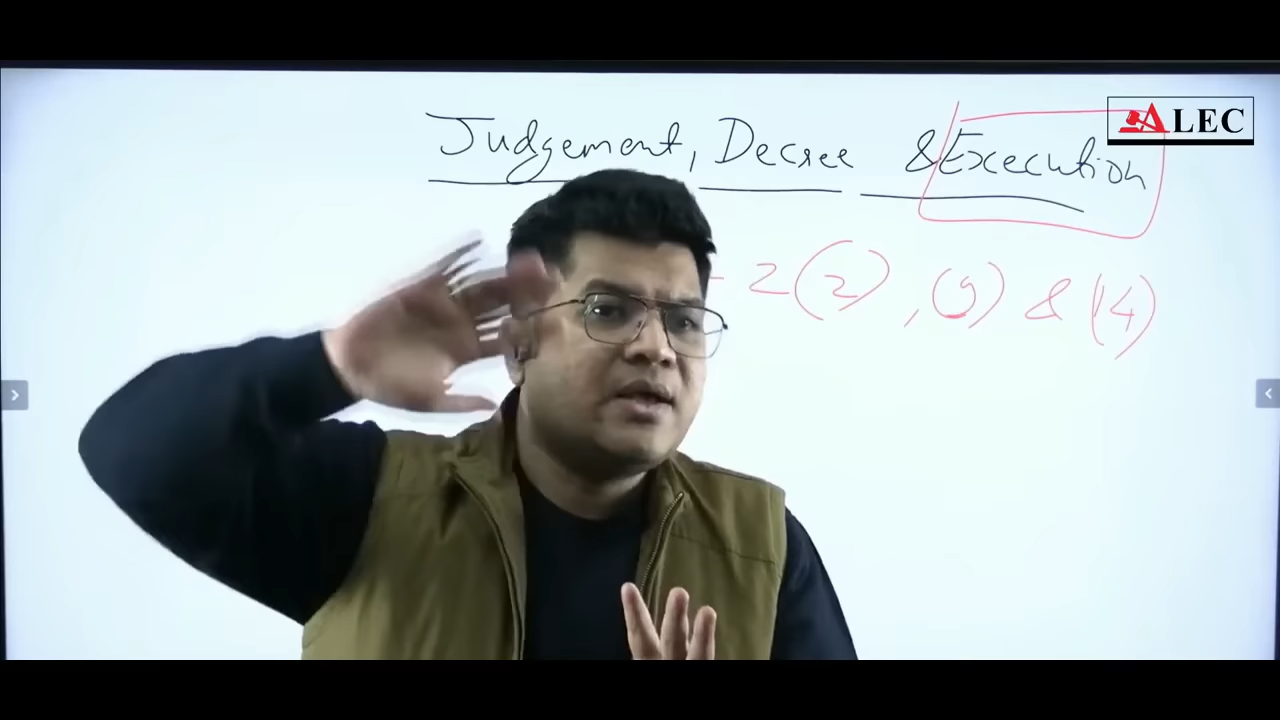 Judgement, Decree & Execution
ALEC
- 2(2), (9) & (14)